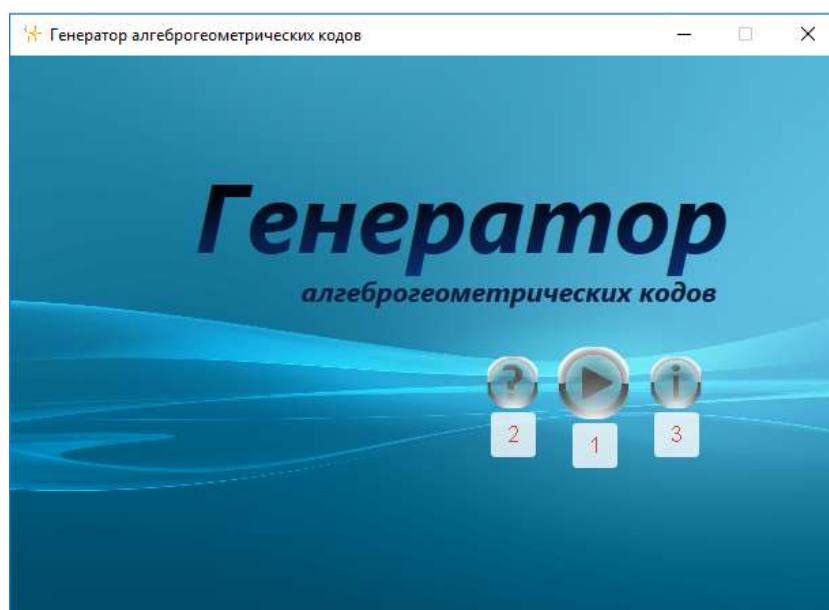 Генератор алгеброгеометрических кодов
Генератор
алгеброгеометрических кодов
?
i
2
1
3